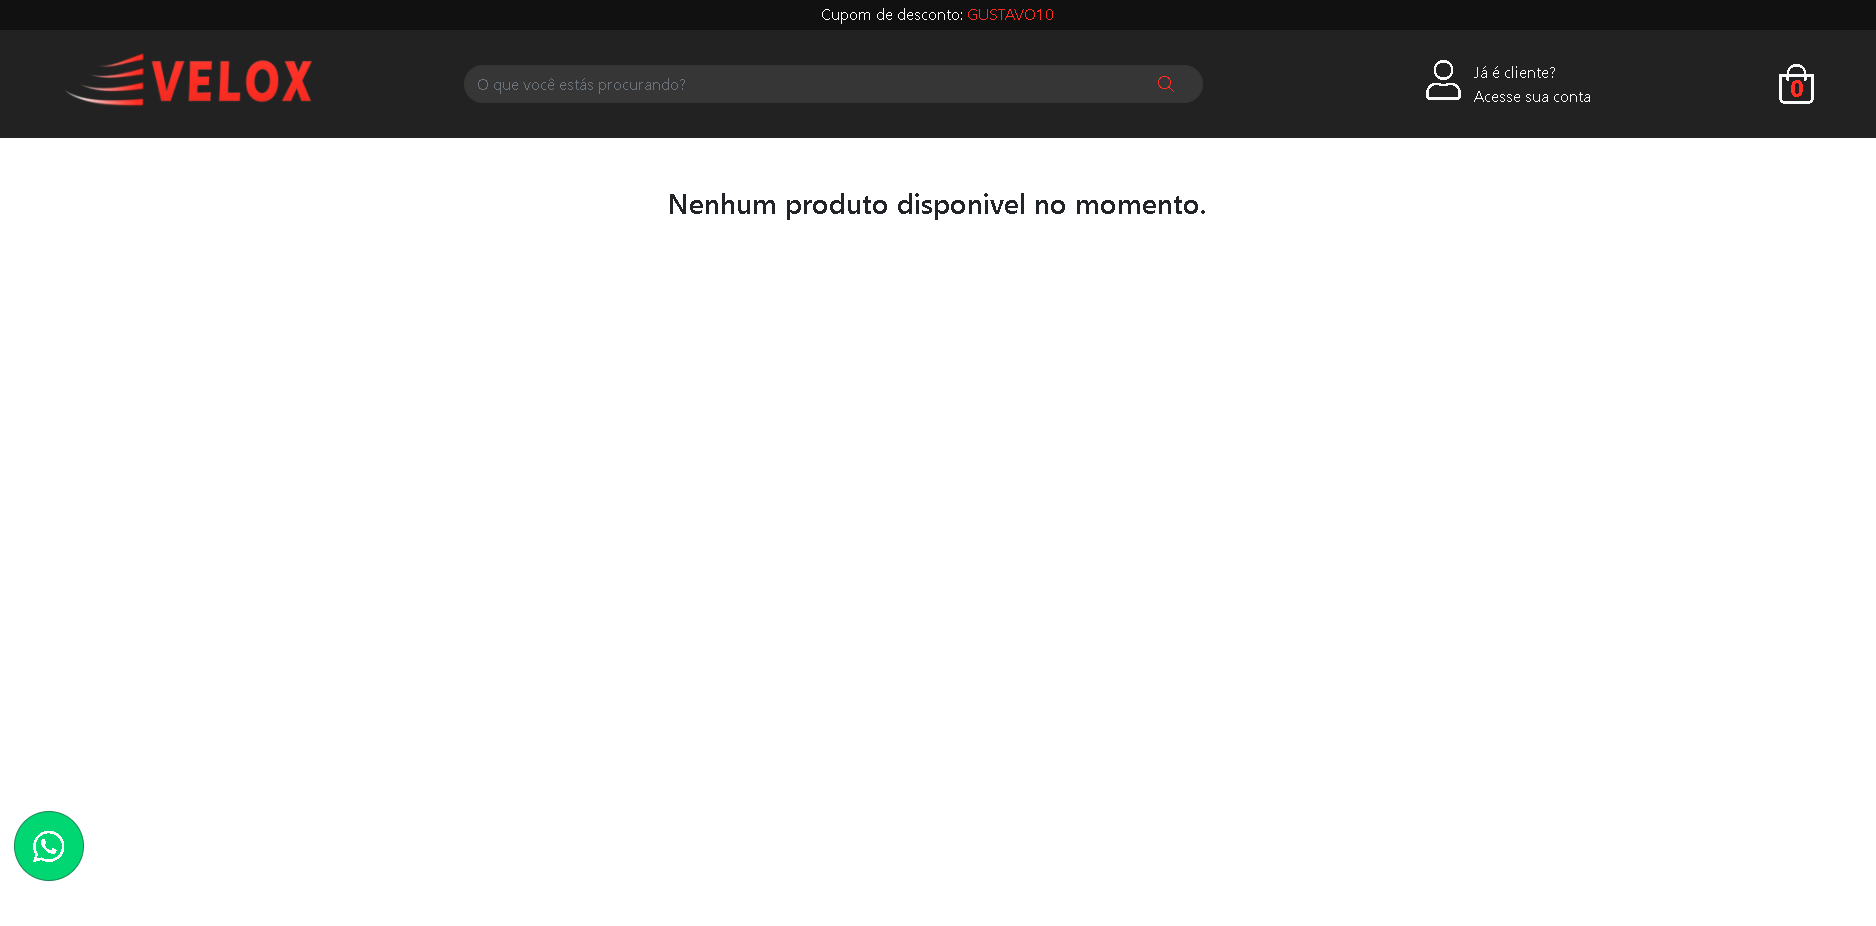 Cupom de desconto: GUSTAVO10
VELOX
O que você estás procurando?
Já é cliente?
Acesse sua conta
0
Nenhum produto disponivel no momento.